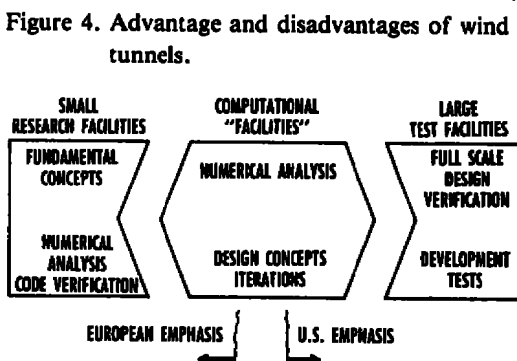 Figure 4. Advantage and disadvantages of wind
tunnels.
SMALL
RESEARCH FACILITIES
COMPUTATIONAL
"FACILITIES"
LARGE
TEST FACILITIES
FUNDAMENTAL
CONCEPTS
NUMERICAL
ANALYSIS
CODE VERIFICATION
NUMERICAL ANALYSIS
DESIGN CONCEPTS
ITERATIONS
FULL SCALE
DESIGN
VERIFICATION
DEVELOPMENT
TESTS
EUROPEAN EMPHASIS
U.S. EMPHASIS